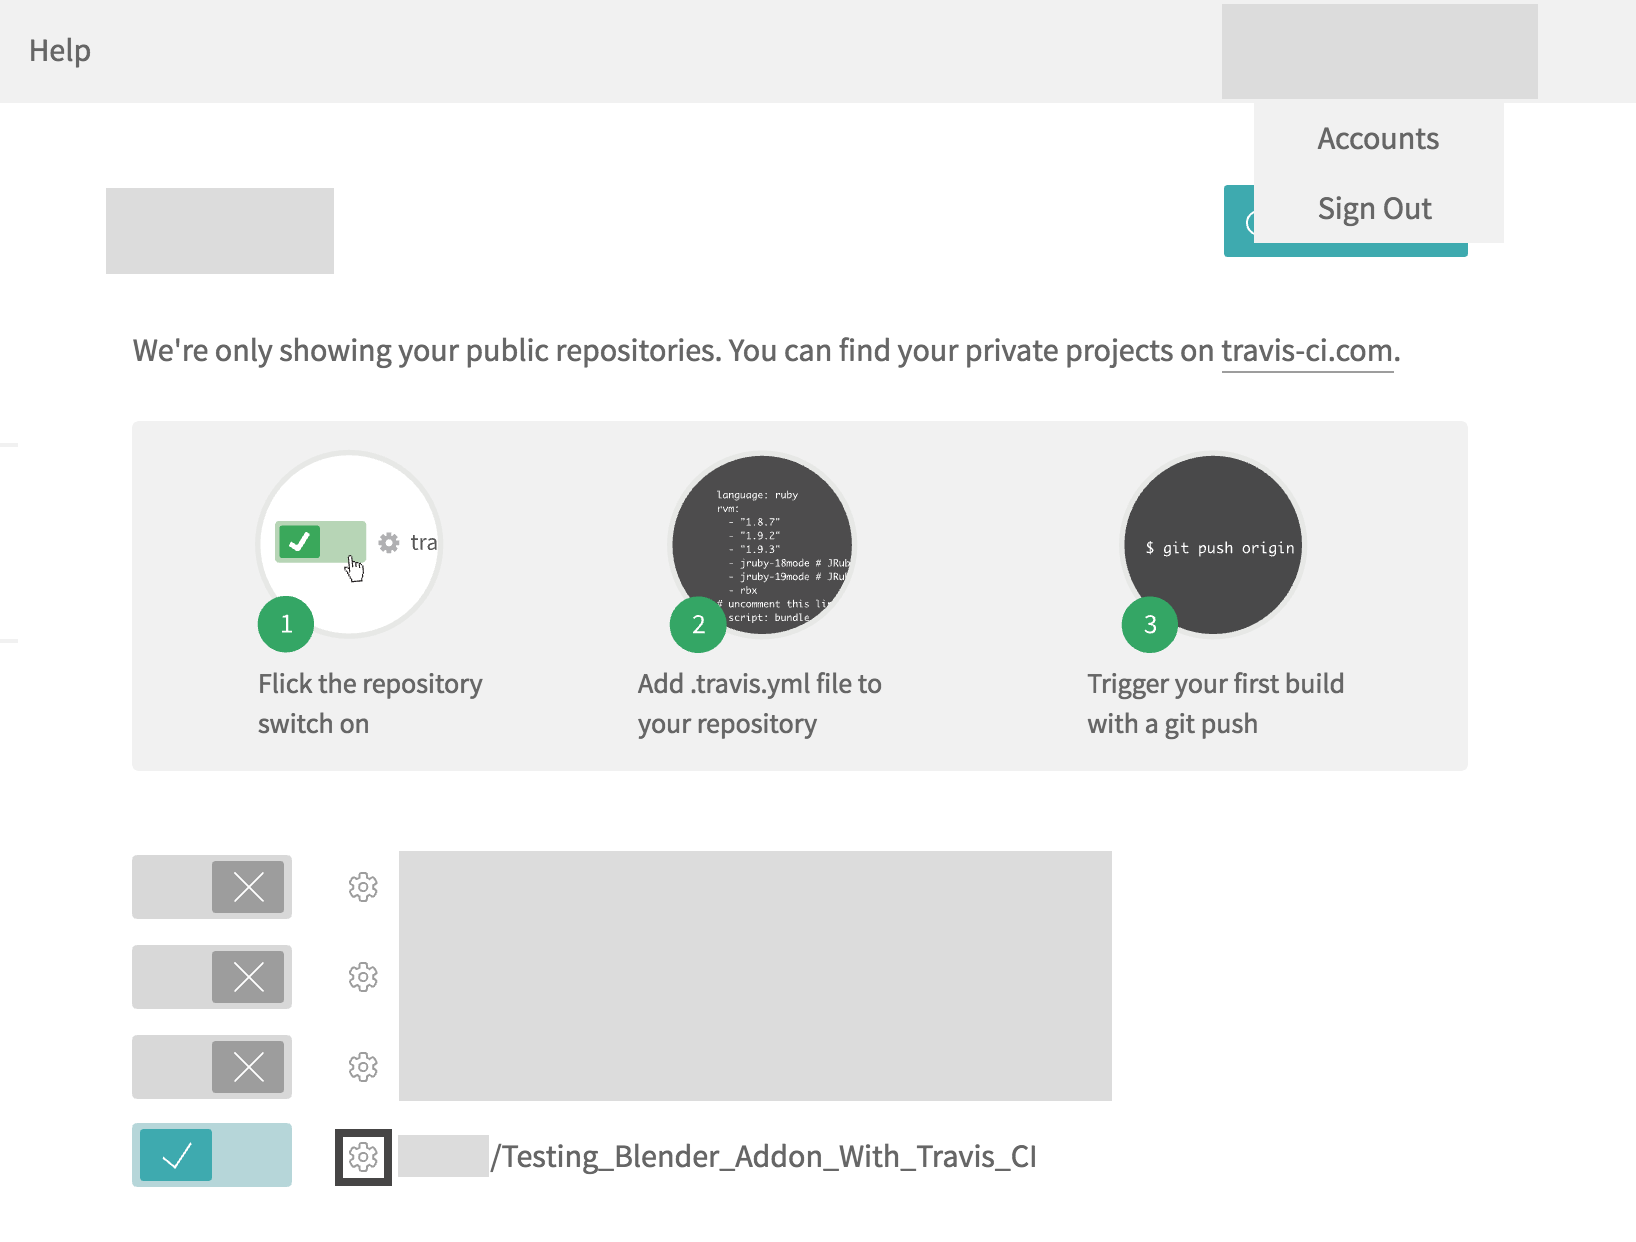 Help
Accounts
Sign Out
We're only showing your public repositories. You can find your private projects on travis-ci.com.
tra
language: ruby
rvm:
- "1.8.7"
- "1.9.2"
- "1.9.3"
- jruby-18mode # JRub
- jruby-19mode # JRu
- rbx
# uncomment this li
script: bundle
$ git push origin
1
2
3
Flick the repository
switch on
Add .travis.yml file to
your repository
Trigger your first build
with a git push
/Testing_Blender_Addon_With_Travis_CI